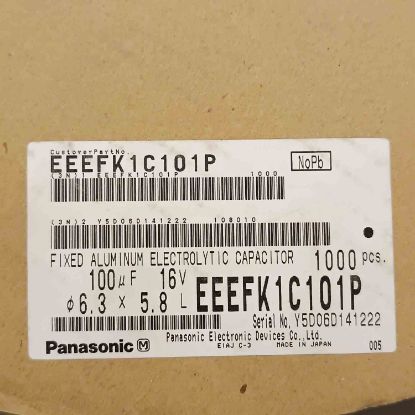 CustomerPartNo.
EEEFK1C101P
NoPb
(3N)1 EEEFK1C101P 1000
(3N)2 Y5D06D141222 108010
FIXED ALUMINUM ELECTROLYTIC CAPACITOR 1000 pcs.
100μF 16V
φ6.3 × 5.8 L EEEFK1C101P
Serial No. Y5D06D141222
Panasonic M Panasonic Electronic Devices Co.,Ltd.
EIAJ C-3 MADE IN JAPAN 005